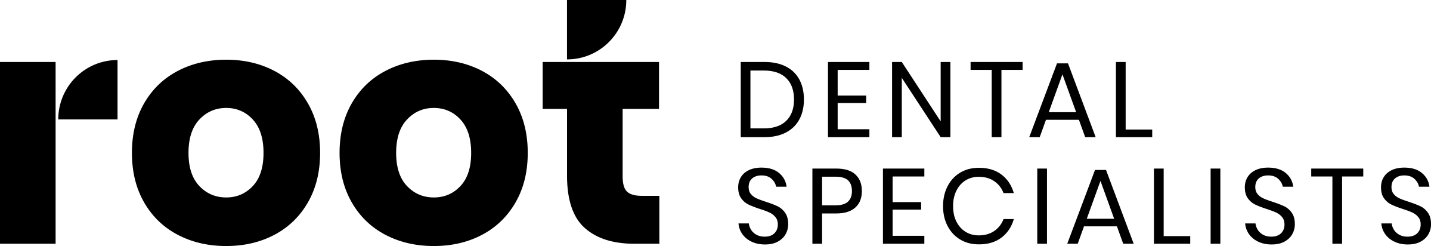 root
DENTAL
SPECIALISTS